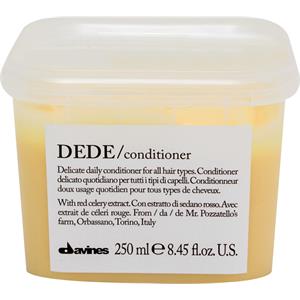 DEDE/conditioner
Delicate daily conditioner for all hair types. Conditioner
delicato quotidiano per tutti i tipi di capelli. Conditionneur
doux usage quotidien pour tous types de cheveux.
With red celery extract. Con estratto di sedano rosso. Avec
extrait de céleri rouge. From / da / de Mr. Pozzatello's
farm, Orbassano, Torino, Italy
davines 250 ml e 8.45 fl.oz. U.S.